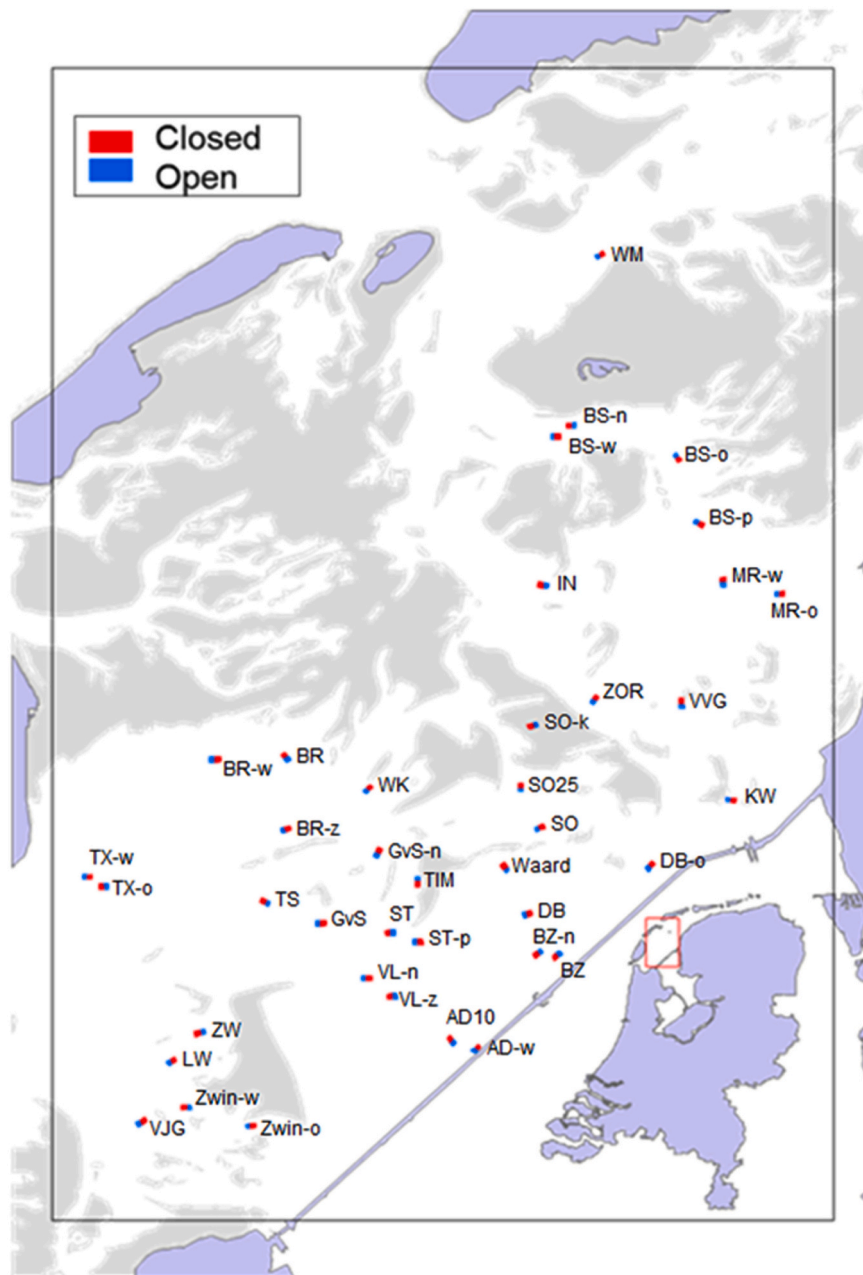 Closed
Open
WM
BS-n
BS-w
BS-o
BS-p
IN
MR-w
MR-o
ZOR
VVG
SO-k
BR
BR-w
WK
SO25
KW
BR-z
SO
GvS-n
Waard
DB-o
TX-w
TIM
TX-o
TS
ST
DB
GvS
ST-p
BZ-n
BZ
VL-n
VL-z
AD10
ZW
AD-w
LW
Zwin-w
VJG
Zwin-o